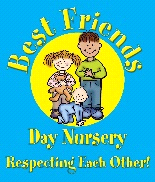 Best Friends
Day Nursery
Respecting Each Other!